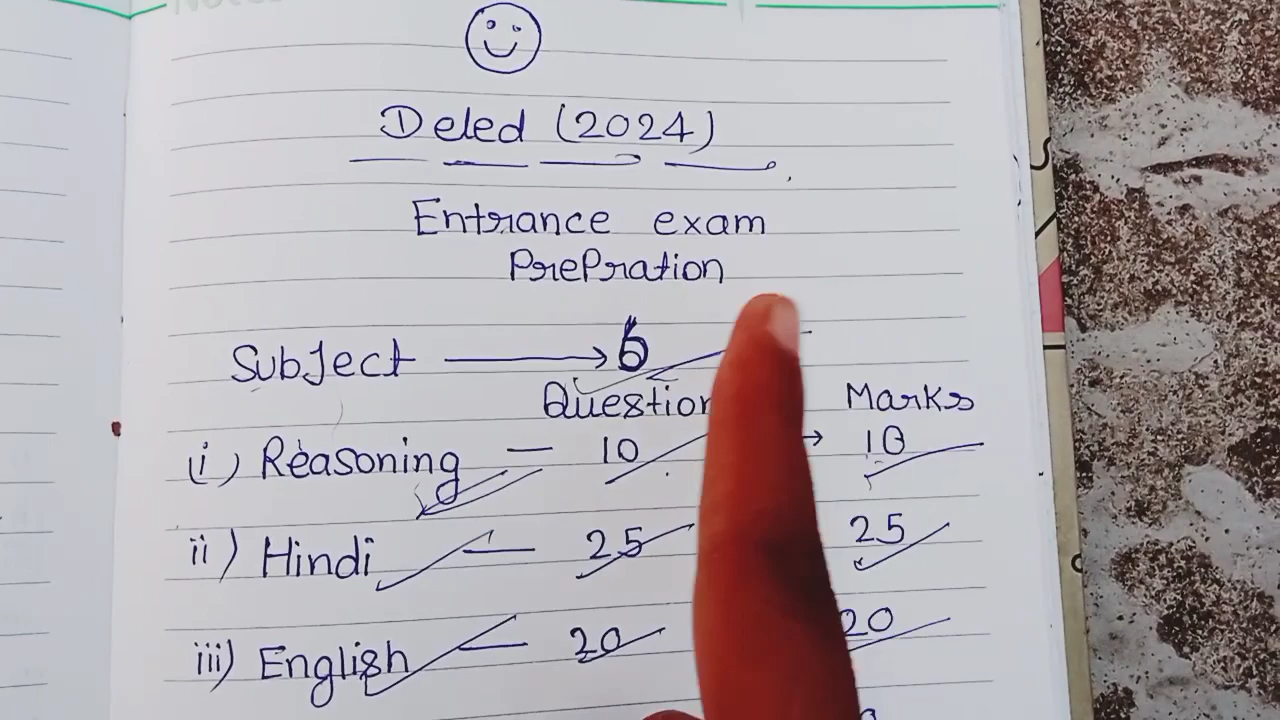 Deled (2024)
Entrance exam
PrePration
Subject → 6
Question Marks
(i) Reasoning — 10 → 10
ii) Hindi — 25 25
iii) English — 20 20